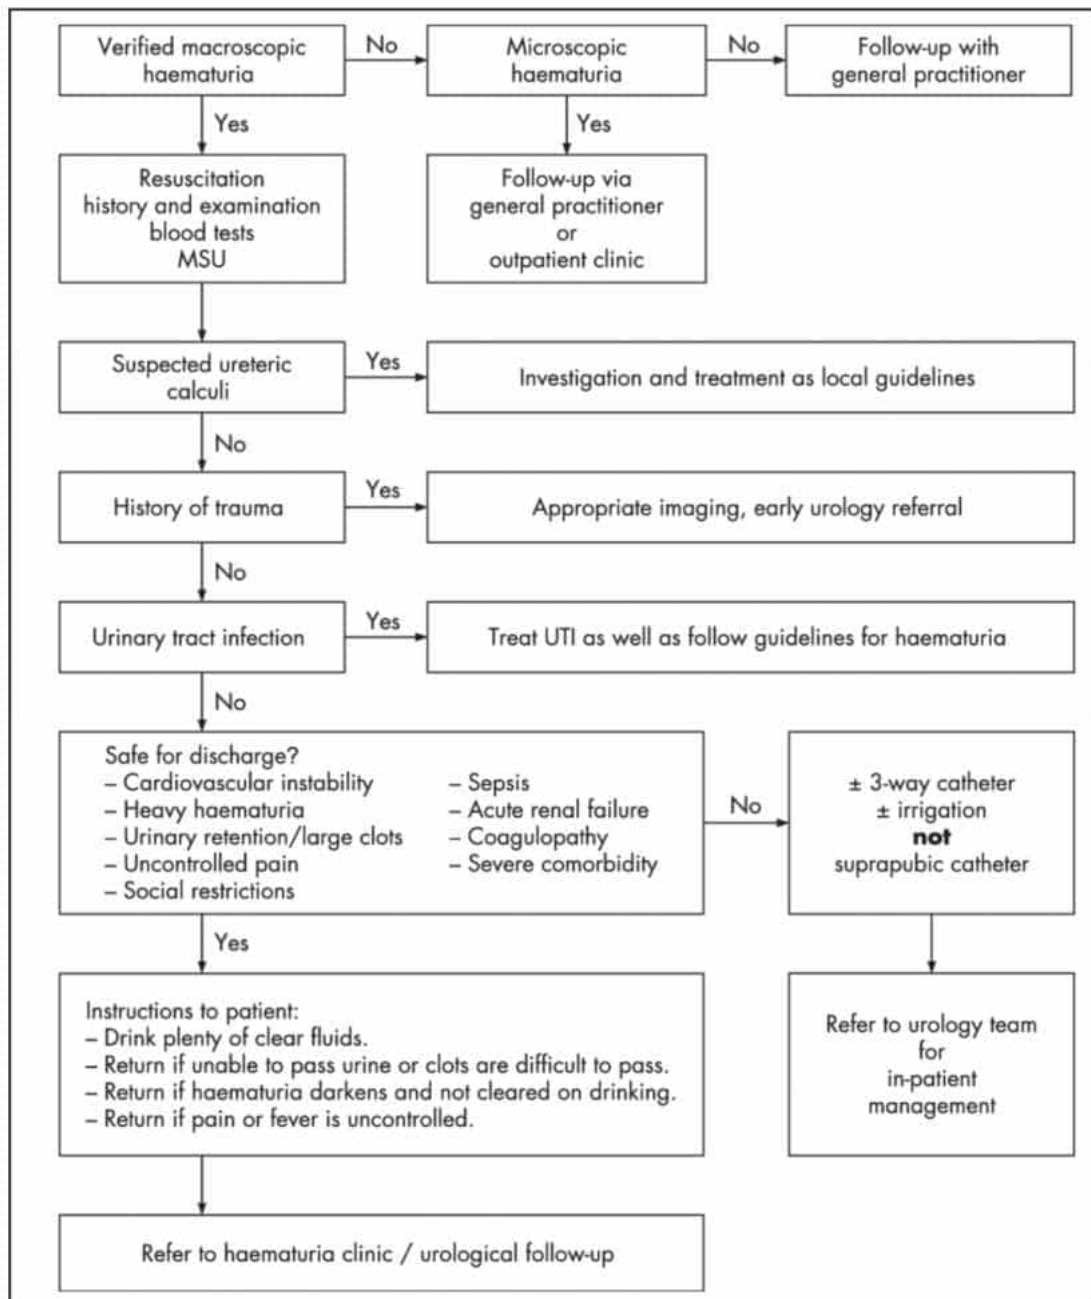 Verified macroscopic
haematuria
No
Microscopic
haematuria
No
Follow-up with
general practitioner
Yes
Yes
Resuscitation
history and examination
blood tests
MSU
Follow-up via
general practitioner
or
outpatient clinic
Suspected ureteric
calculi
Yes
Investigation and treatment as local guidelines
No
History of trauma
Yes
Appropriate imaging, early urology referral
No
Urinary tract infection
Yes
Treat UTI as well as follow guidelines for haematuria
No
Safe for discharge?
– Cardiovascular instability
– Heavy haematuria
– Urinary retention/large clots
– Uncontrolled pain
– Social restrictions
– Sepsis
– Acute renal failure
– Coagulopathy
– Severe comorbidity
No
± 3-way catheter
± irrigation
not
suprapubic catheter
Yes
Instructions to patient:
– Drink plenty of clear fluids.
– Return if unable to pass urine or clots are difficult to pass.
– Return if haematuria darkens and not cleared on drinking.
– Return if pain or fever is uncontrolled.
Refer to urology team
for
in-patient
management
Refer to haematuria clinic / urological follow-up